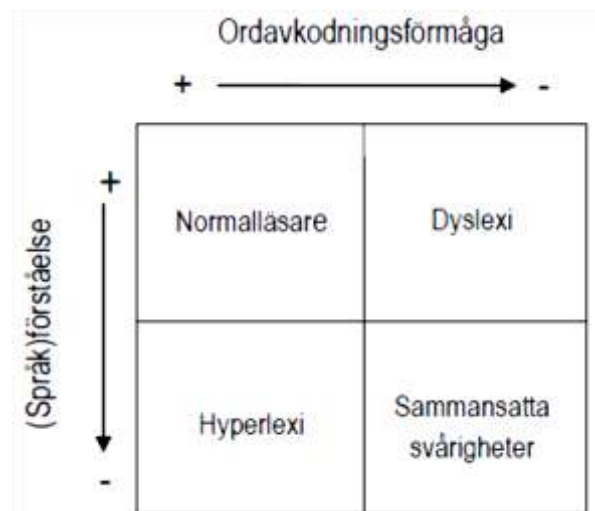 Ordavkodningsförmåga
+ -
+
(Språk)förståelse
-
Normalläsare
Dyslexi
Hyperlexi
Sammansatta
svårigheter